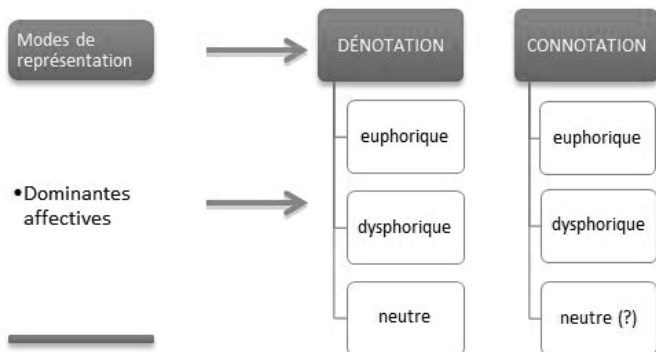 Modes de
représentation
DÉNOTATION
CONNOTATION
euphorique
euphorique
•Dominantes
affectives
dysphorique
dysphorique
neutre
neutre (?)